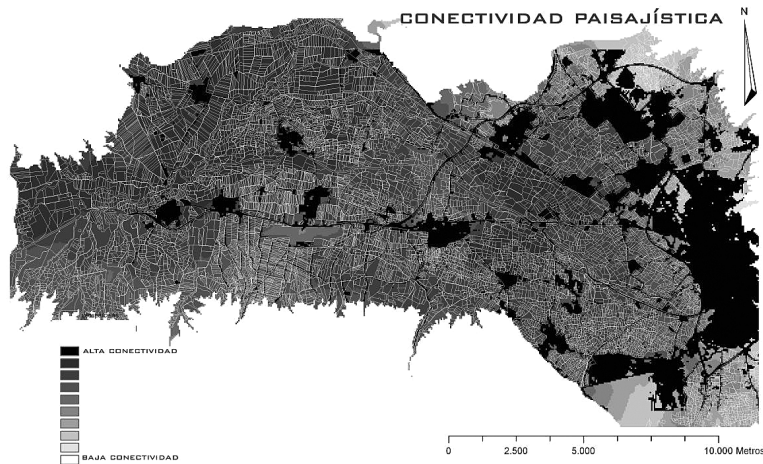 CONECTIVIDAD PAISAJÍSTICA
N
ALTA CONECTIVIDAD
BAJA CONECTIVIDAD
0 2.500 5.000 10.000 Metros